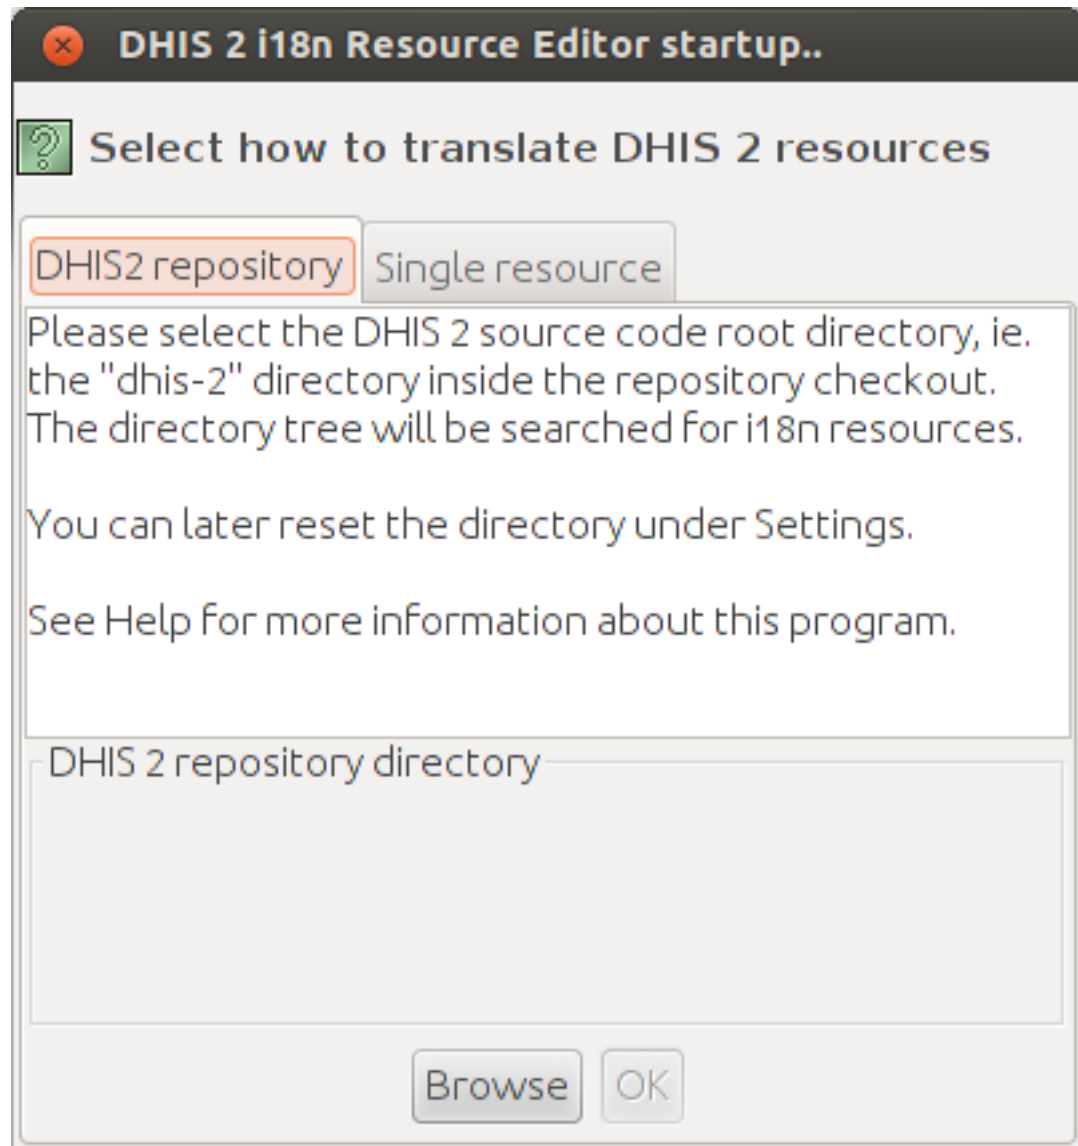 DHIS 2 i18n Resource Editor startup..
Select how to translate DHIS 2 resources
DHIS2 repository
Single resource
Please select the DHIS 2 source code root directory, ie.
the "dhis-2" directory inside the repository checkout.
The directory tree will be searched for i18n resources.
You can later reset the directory under Settings.
See Help for more information about this program.
DHIS 2 repository directory
Browse
OK